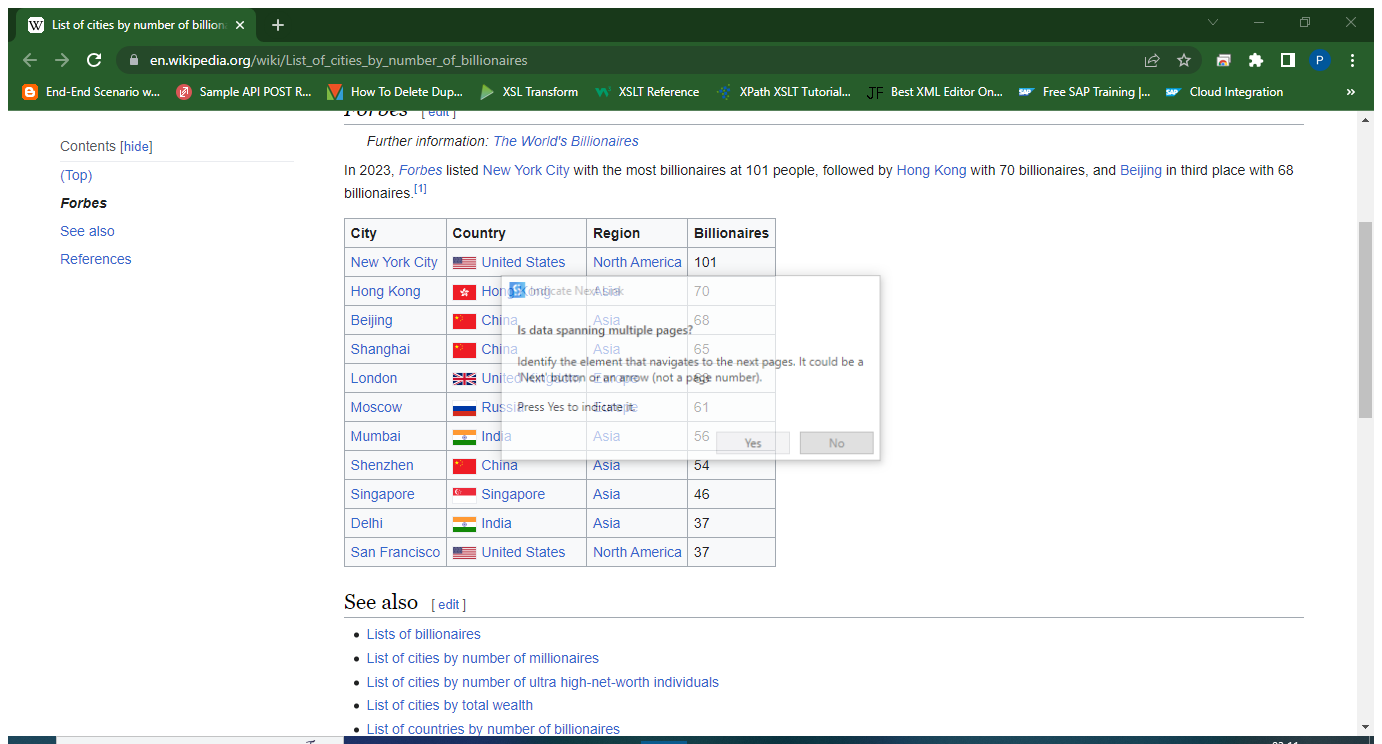 List of cities by number of billion
en.wikipedia.org/wiki/List_of_cities_by_number_of_billionaires
P
End-End Scenario w... Sample API POST R... How To Delete Dup... XSL Transform XSLT Reference XPath XSLT Tutorial... JF Best XML Editor On... SAP Free SAP Training |... SAP Cloud Integration »
Contents [hide]
(Top)
Forbes
See also
References
Forbes [ edit ]
Further information: The World's Billionaires
In 2023, Forbes listed New York City with the most billionaires at 101 people, followed by Hong Kong with 70 billionaires, and Beijing in third place with 68
billionaires.[1]
City Country Region Billionaires
New York City United States North America 101
Hong Kong Hong Kong Asia 70
Beijing China Asia 68
Shanghai China Asia 65
London United Kingdom Europe
Moscow Russia Europe 61
Mumbai India Asia 56
Shenzhen China Asia 54
Singapore Singapore Asia 46
Delhi India Asia 37
San Francisco United States North America 37
Indicate Next Link
Is data spanning multiple pages?
Identify the element that navigates to the next pages. It could be a
'Next' button or an arrow (not a page number).
Press Yes to indicate it.
Yes No
See also [ edit ]
Lists of billionaires
List of cities by number of millionaires
List of cities by number of ultra high-net-worth individuals
List of cities by total wealth
List of countries by number of billionaires